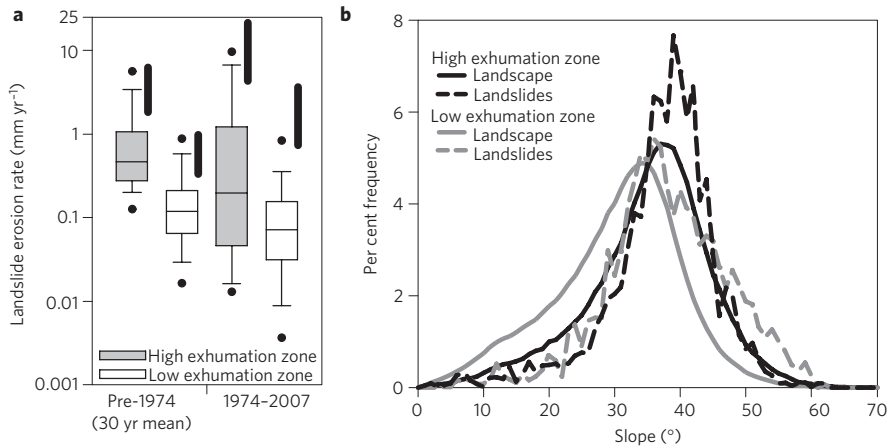 a
Landslide erosion rate (mm yr⁻¹)
25
10
1
0.1
0.01
0.001
High exhumation zone
Low exhumation zone
Pre-1974
(30 yr mean)
1974–2007
b
Per cent frequency
8
6
4
2
0
High exhumation zone
Landscape
Landslides
Low exhumation zone
Landscape
Landslides
0 10 20 30 40 50 60 70
Slope (°)